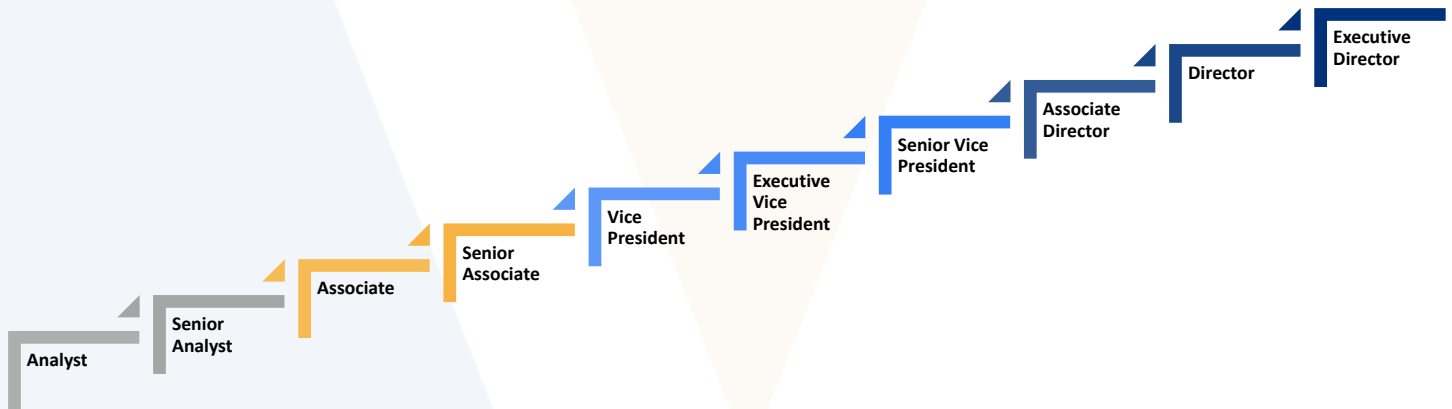 Analyst
Senior
Analyst
Associate
Senior
Associate
Vice
President
Executive
Vice
President
Senior Vice
President
Associate
Director
Director
Executive
Director